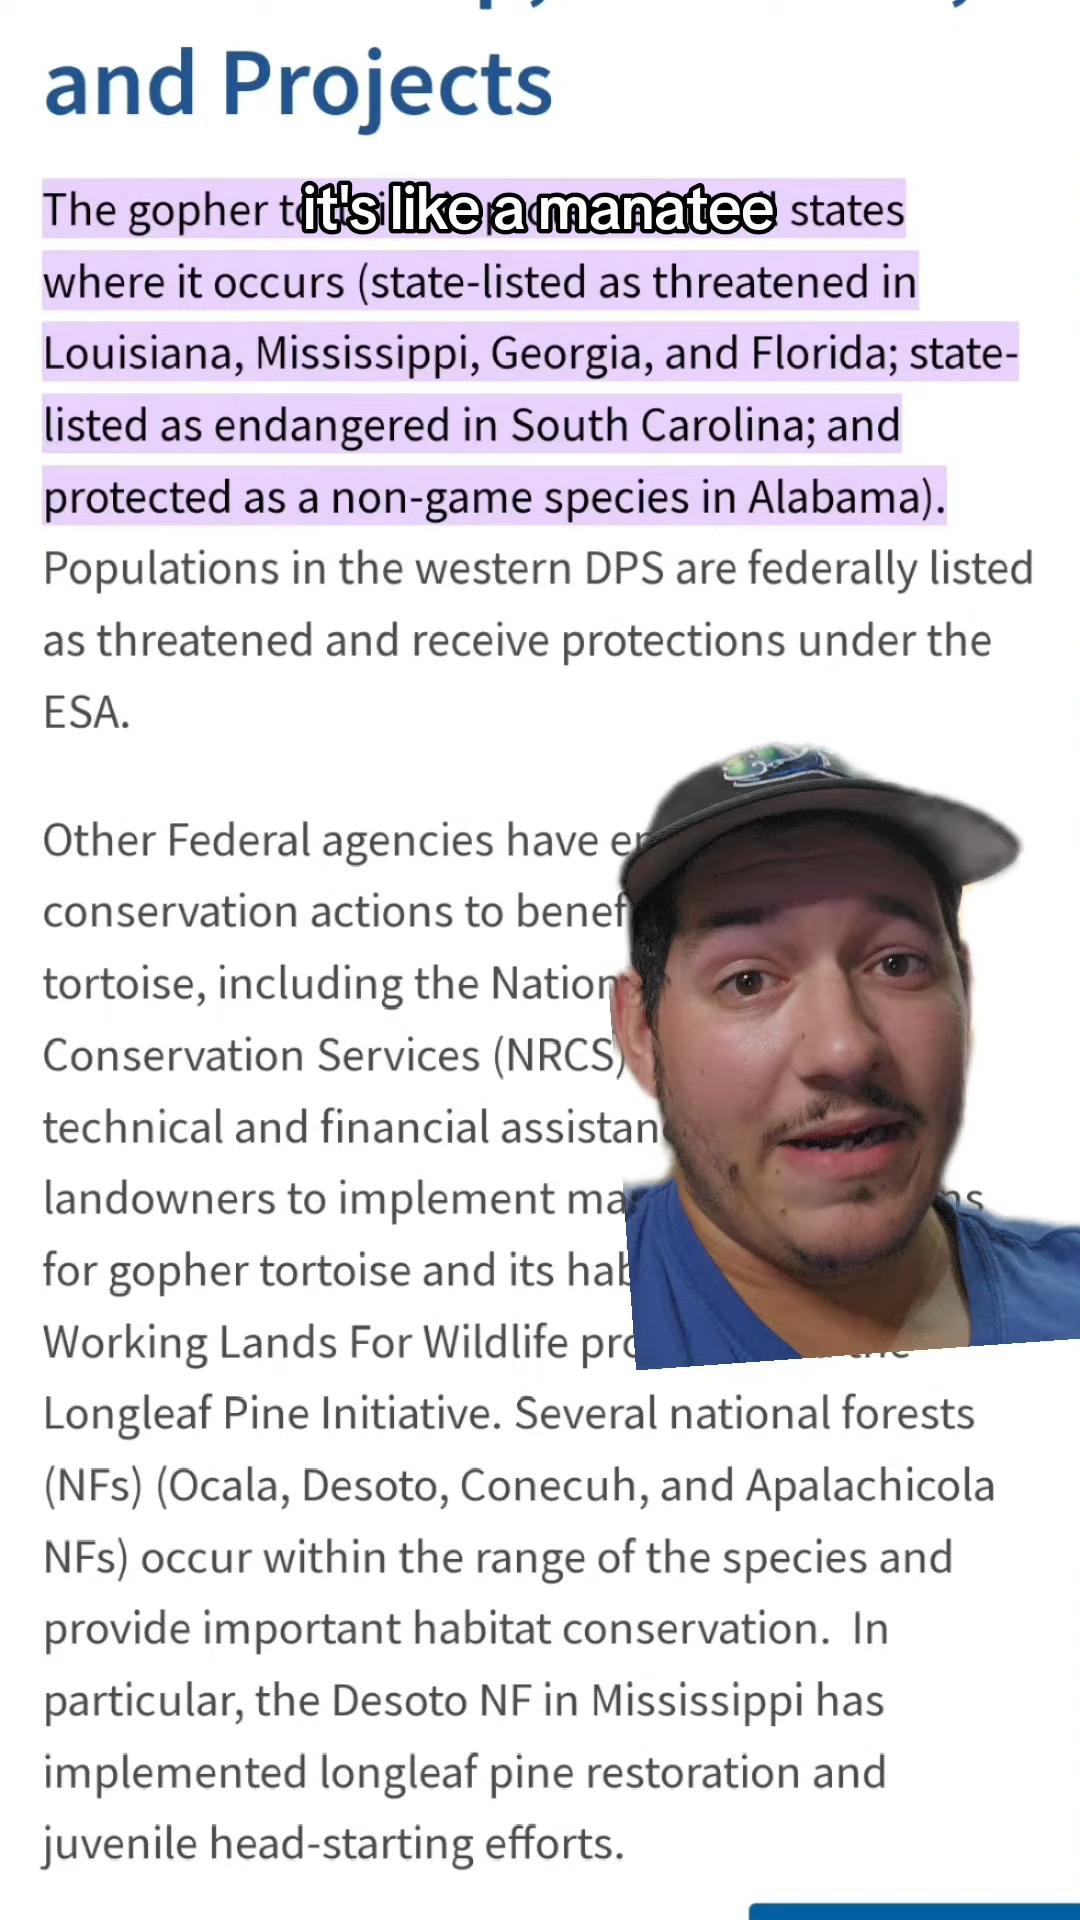 and Projects
The gopher
it's like a manatee
states
where it occurs (state-listed as threatened in
Louisiana, Mississippi, Georgia, and Florida; state-
listed as endangered in South Carolina; and
protected as a non-game species in Alabama).
Populations in the western DPS are federally listed
as threatened and receive protections under the
ESA.
Other Federal agencies have
conservation actions to
tortoise, including the
Conservation Services (NRCS)
technical and financial
landowners to implement
for gopher tortoise and its
Working Lands For Wildlife
Longleaf Pine Initiative. Several national forests
(NFs) (Ocala, Desoto, Conecuh, and Apalachicola
NFs) occur within the range of the species and
provide important habitat conservation. In
particular, the Desoto NF in Mississippi has
implemented longleaf pine restoration and
juvenile head-starting efforts.